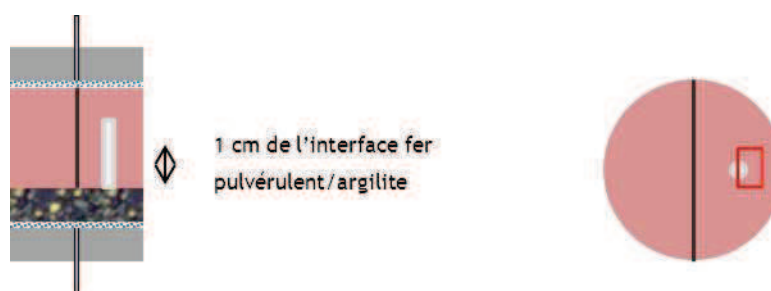 1 cm de l'interface fer
pulvérulent/argilite